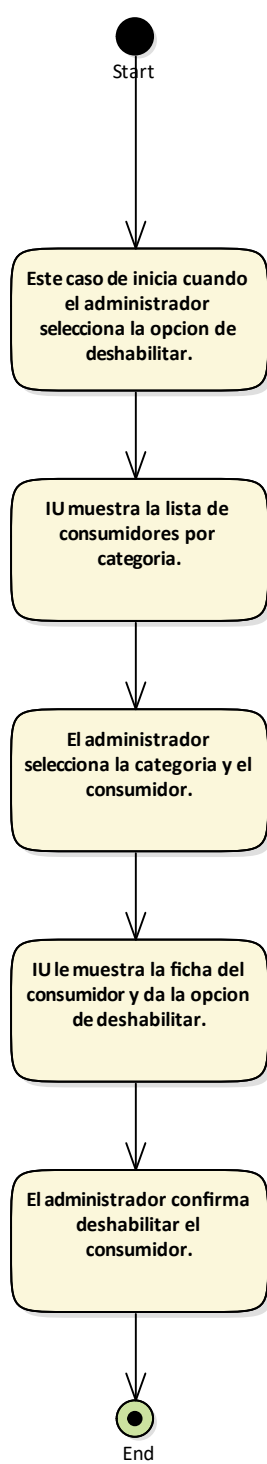 Start
Este caso de inicia cuando
el administrador
selecciona la opcion de
deshabilitar.
IU muestra la lista de
consumidores por
categoria.
El administrador
selecciona la categoria y el
consumidor.
IU le muestra la ficha del
consumidor y da la opcion
de deshabilitar.
El administrador confirma
deshabilitar el
consumidor.
End